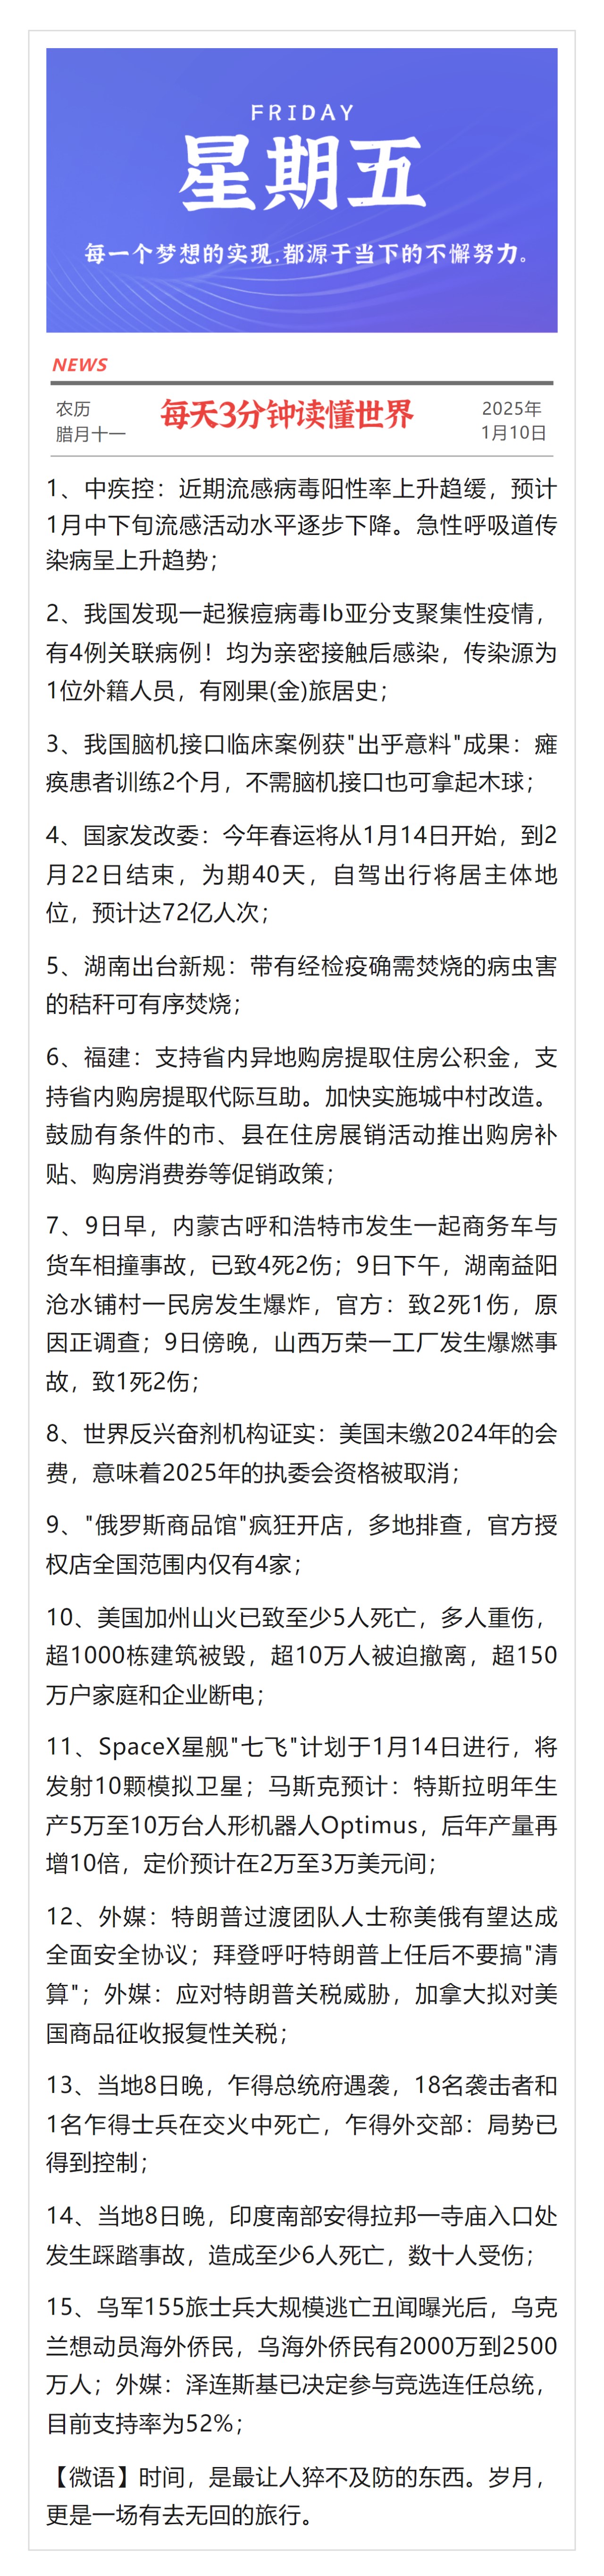 FRIDAY
星期五
每一个梦想的实现,都源于当下的不懈努力。
NEWS
农历
腊月十一
每天3分钟读懂世界
2025年
1月10日
1、中疾控：近期流感病毒阳性率上升趋缓，预计
1月中下旬流感活动水平逐步下降。急性呼吸道传
染病呈上升趋势；
2、我国发现一起猴痘病毒Ib亚分支聚集性疫情，
有4例关联病例！均为亲密接触后感染，传染源为
1位外籍人员，有刚果(金)旅居史；
3、我国脑机接口临床案例获"出乎意料"成果：瘫
痪患者训练2个月，不需脑机接口也可拿起木球；
4、国家发改委：今年春运将从1月14日开始，到2
月22日结束，为期40天，自驾出行将居主体地
位，预计达72亿人次；
5、湖南出台新规：带有经检疫确需焚烧的病虫害
的秸秆可有序焚烧；
6、福建：支持省内异地购房提取住房公积金，支
持省内购房提取代际互助。加快实施城中村改造。
鼓励有条件的市、县在住房展销活动推出购房补
贴、购房消费券等促销政策；
7、9日早，内蒙古呼和浩特市发生一起商务车与
货车相撞事故，已致4死2伤；9日下午，湖南益阳
沧水铺村一民房发生爆炸，官方：致2死1伤，原
因正调查；9日傍晚，山西万荣一工厂发生爆燃事
故，致1死2伤；
8、世界反兴奋剂机构证实：美国未缴2024年的会
费，意味着2025年的执委会资格被取消；
9、"俄罗斯商品馆"疯狂开店，多地排查，官方授
权店全国范围内仅有4家；
10、美国加州山火已致至少5人死亡，多人重伤，
超1000栋建筑被毁，超10万人被迫撤离，超150
万户家庭和企业断电；
11、SpaceX星舰"七飞"计划于1月14日进行，将
发射10颗模拟卫星；马斯克预计：特斯拉明年生
产5万至10万台人形机器人Optimus，后年产量再
增10倍，定价预计在2万至3万美元间；
12、外媒：特朗普过渡团队人士称美俄有望达成
全面安全协议；拜登呼吁特朗普上任后不要搞"清
算"；外媒：应对特朗普关税威胁，加拿大拟对美
国商品征收报复性关税；
13、当地8日晚，乍得总统府遇袭，18名袭击者和
1名乍得士兵在交火中死亡，乍得外交部：局势已
得到控制；
14、当地8日晚，印度南部安得拉邦一寺庙入口处
发生踩踏事故，造成至少6人死亡，数十人受伤；
15、乌军155旅士兵大规模逃亡丑闻曝光后，乌克
兰想动员海外侨民，乌海外侨民有2000万到2500
万人；外媒：泽连斯基已决定参与竞选连任总统，
目前支持率为52%；
【微语】时间，是最让人猝不及防的东西。岁月，
更是一场有去无回的旅行。